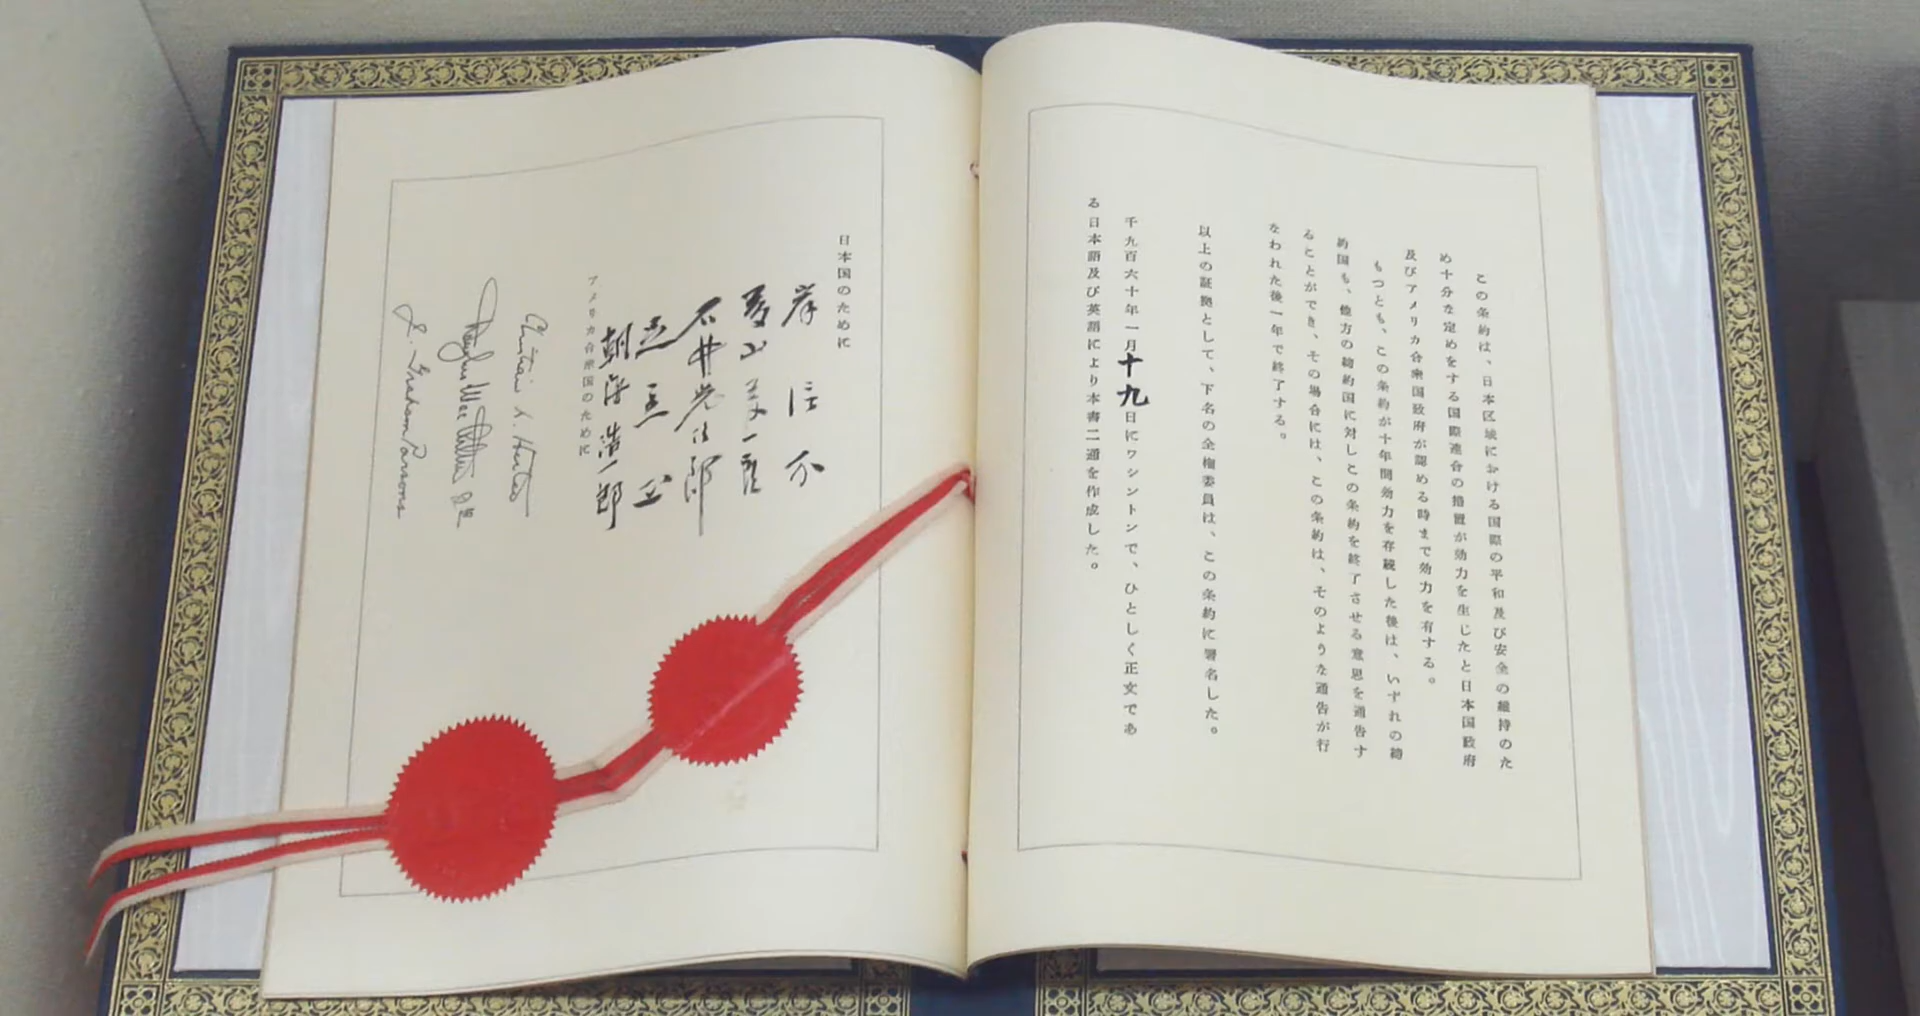 この条約は、日本区域における国際の平和及び安全の維持のた
め十分な定めをする国際連合の措置が効力を生じたと日本国政府
及びアメリカ合衆国政府が認める時まで効力を有する。
もつとも、この条約が十年間効力を存続した後は、いずれの締
約国も、他方の締約国に対しこの条約を終了させる意思を通告す
ることができ、その場合には、この条約は、そのような通告が行
なわれた後一年で終了する。
以上の証拠として、下名の全権委員は、この条約に署名した。
千九百六十年一月十九日にワシントンで、ひとしく正文であ
る日本語及び英語により本書二通を作成した。
日本国のために
岸信介
藤山愛一郎
石井光次郎
足立正
朝海浩一郎
アメリカ合衆国のために
Christian A. Herter
Douglas MacArthur 2nd
J. Graham Parsons